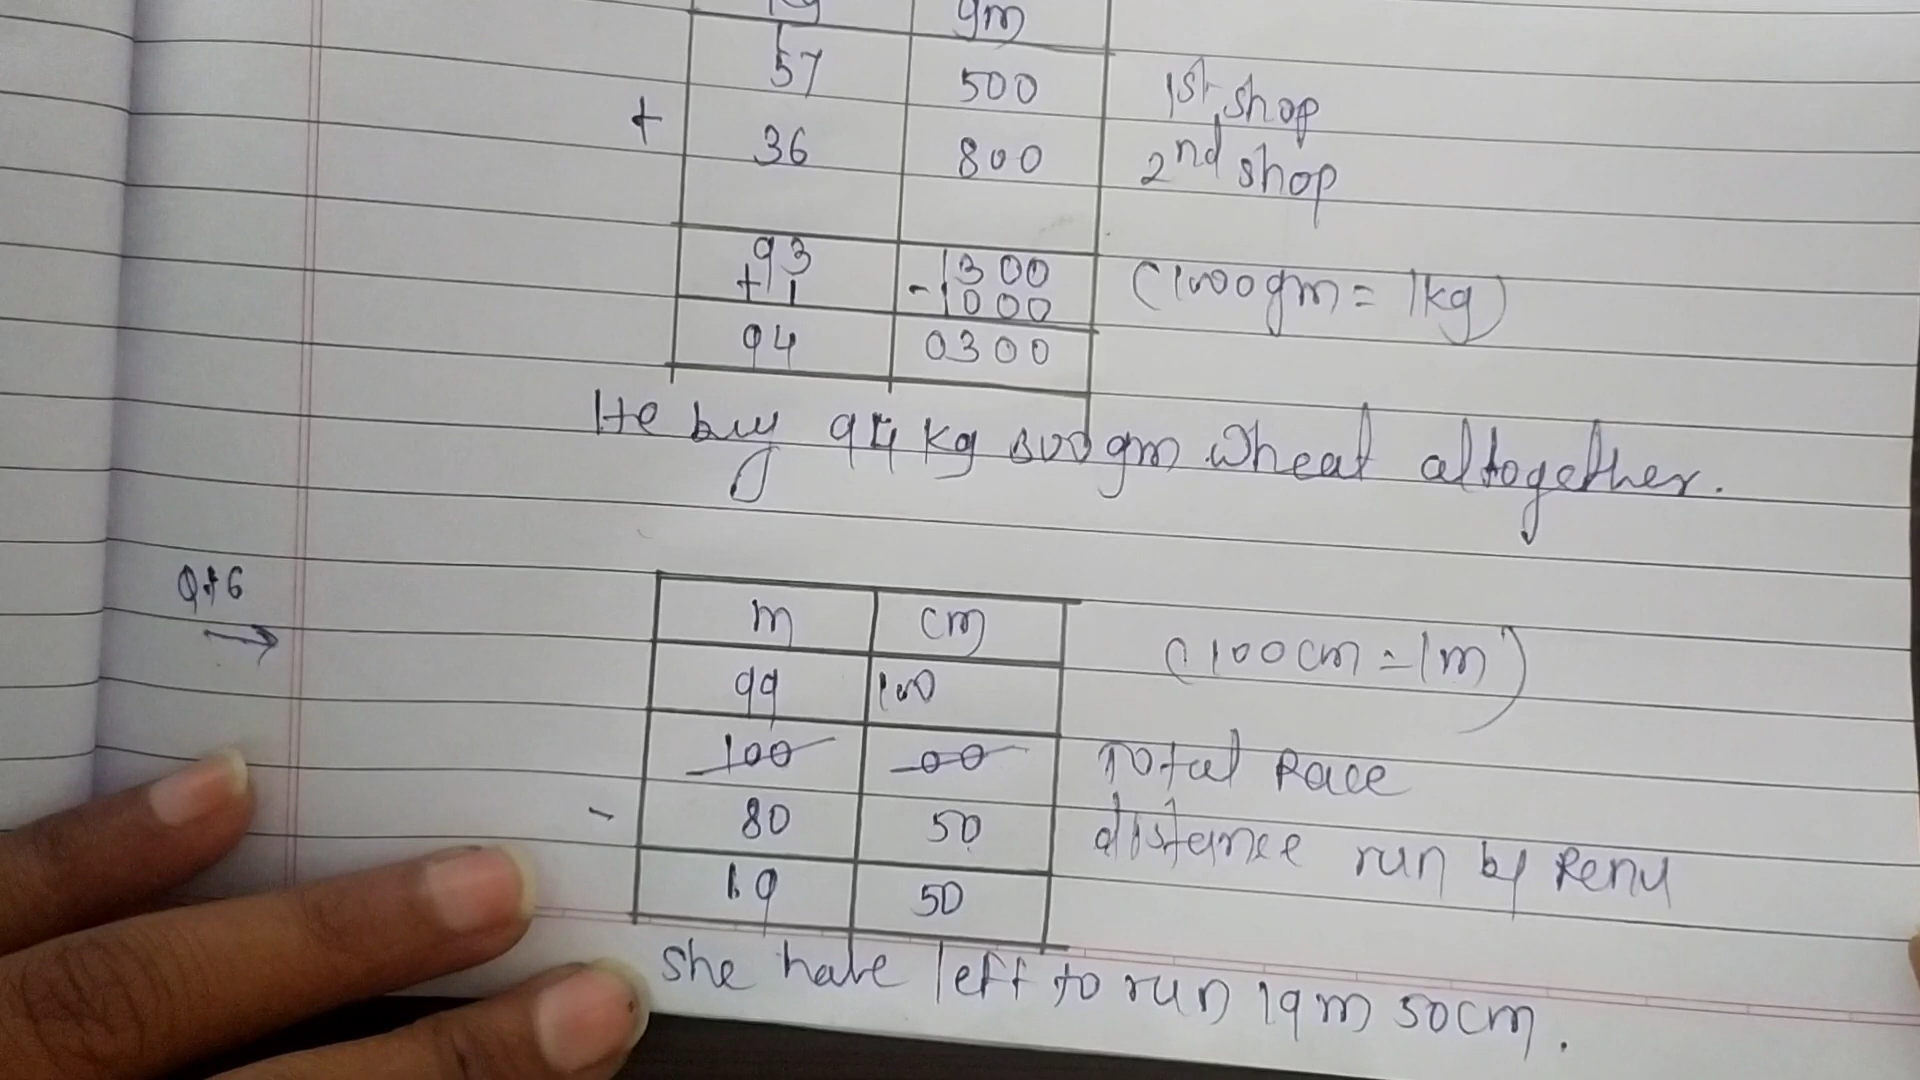 kg gm
57 500 1st shop
+ 36 800 2nd shop
93 1300 (1000gm = 1kg)
+ 1 - 1000
94 0300
He buy 94 kg 300 gm wheat altogether.
Q+6
m cm (100cm = 1m)
99 100
100 00 Total Race
- 80 50 distance run by Renu
19 50
She have left to run 19m 50cm.